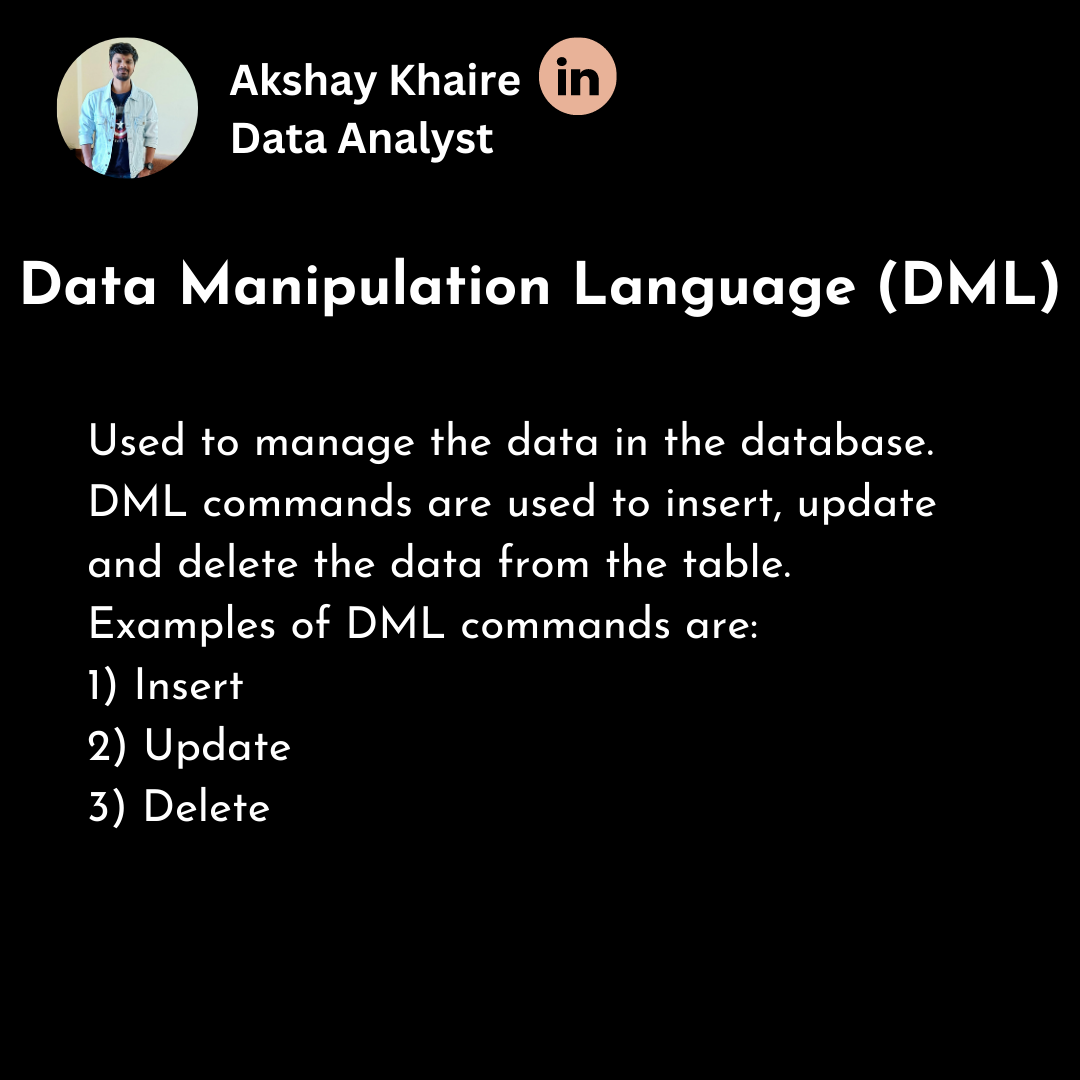 Akshay Khaire in
Data Analyst
Data Manipulation Language (DML)
Used to manage the data in the database.
DML commands are used to insert, update
and delete the data from the table.
Examples of DML commands are:
1) Insert
2) Update
3) Delete